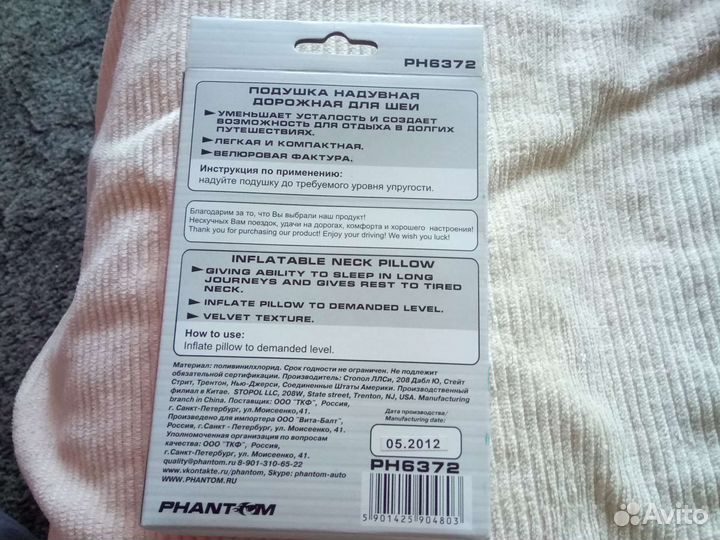 PH6372
ПОДУШКА НАДУВНАЯ
ДОРОЖНАЯ ДЛЯ ШЕИ
УМЕНЬШАЕТ УСТАЛОСТЬ И СОЗДАЕТ
ВОЗМОЖНОСТЬ ДЛЯ ОТДЫХА В ДОЛГИХ
ПУТЕШЕСТВИЯХ.
ЛЕГКАЯ И КОМПАКТНАЯ.
ВЕЛЮРОВАЯ ФАКТУРА.
Инструкция по применению:
надуйте подушку до требуемого уровня упругости.
Благодарим за то, что Вы выбрали наш продукт!
Нескучных Вам поездок, удачи на дорогах, комфорта и хорошего настроения!
Thank you for purchasing our product! Enjoy your driving! We wish you luck!
INFLATABLE NECK PILLOW
GIVING ABILITY TO SLEEP IN LONG
JOURNEYS AND GIVES REST TO TIRED
NECK.
INFLATE PILLOW TO DEMANDED LEVEL.
VELVET TEXTURE.
How to use:
Inflate pillow to demanded level.
Материал: поливинилхлорид. Срок годности не ограничен. Не подлежит
обязательной сертификации. Производитель: Стопол ЛЛСи, 208 Дабл Ю, Стейт
Стрит, Трентон, Нью-Джерси, Соединенные Штаты Америки. Произведено:
филиал в Китае. STOPOL LLC, 208W, State street, Trenton, NJ, USA. Manufacturing
branch in China. Поставщик: ООО "ТКФ", Россия,
г.Санкт-Петербург, ул.Моисеенко,41.
Произведено для импортера ООО "Вита-Балт",
Россия, г.Санкт - Петербург, ул. Моисеенко,41.
Уполномоченная организация по вопросам
качества: ООО "ТКФ", Россия,
г.Санкт-Петербург, ул. Моисеенко,41.
quality@phantom.ru 8-901-310-65-22
www.vkontakte.ru/phantom, Skype: phantom-auto
WWW.PHANTOM.RU
Дата производства/
Manufacturing date:
05.2012
PH6372
PHANTOM
5 901425 904803
Avito